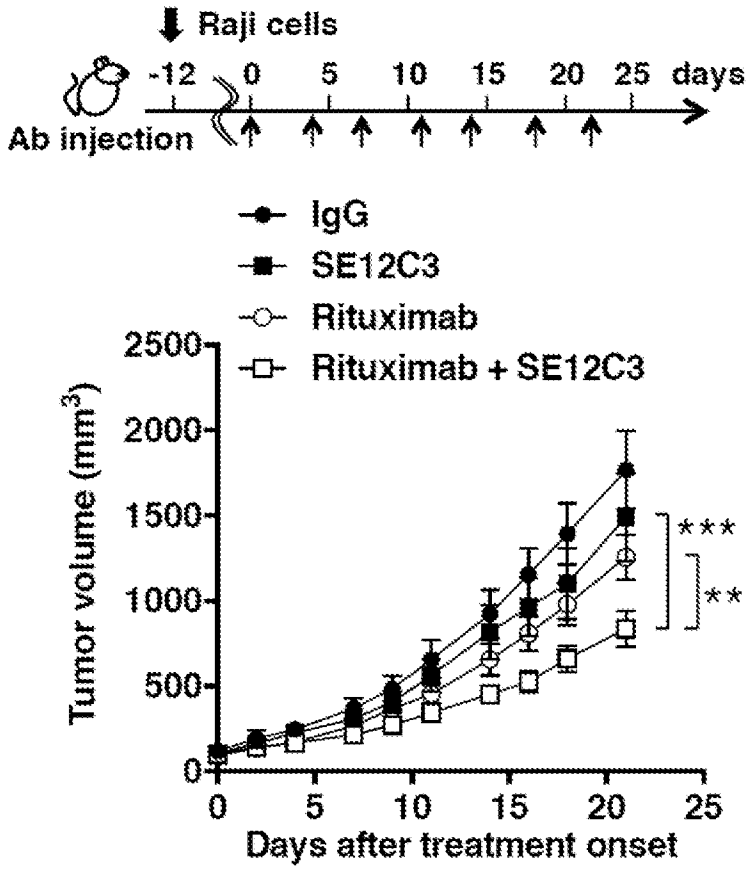 Raji cells
-12 0 5 10 15 20 25 days
Ab injection
IgG
SE12C3
Rituximab
Rituximab + SE12C3
2500
2000
1500
1000
500
0
Tumor volume (mm³)
***
**
0 5 10 15 20 25
Days after treatment onset